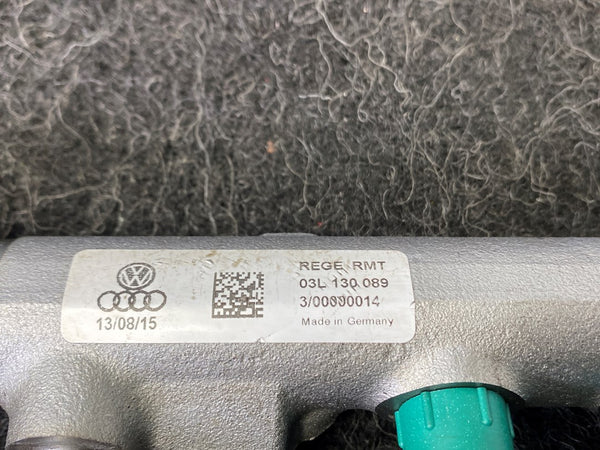 REGE RMT
03L 130 089
3/00000014
Made in Germany
13/08/15